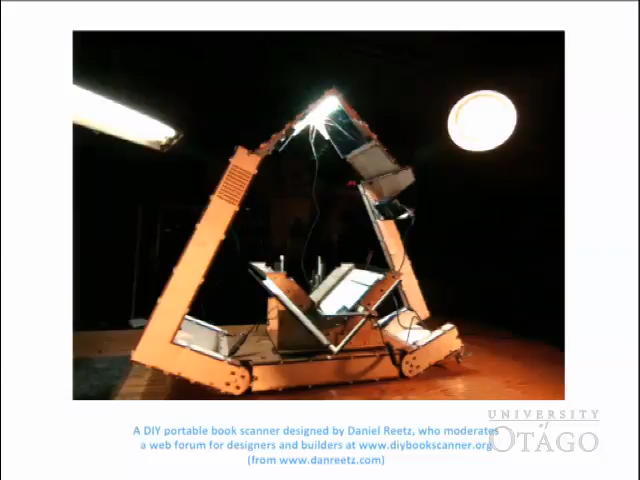 A DIY portable book scanner designed by Daniel Reetz, who moderates
a web forum for designers and builders at www.diybookscanner.org
(from www.danreetz.com)
UNIVERSITY
of
OTAGO